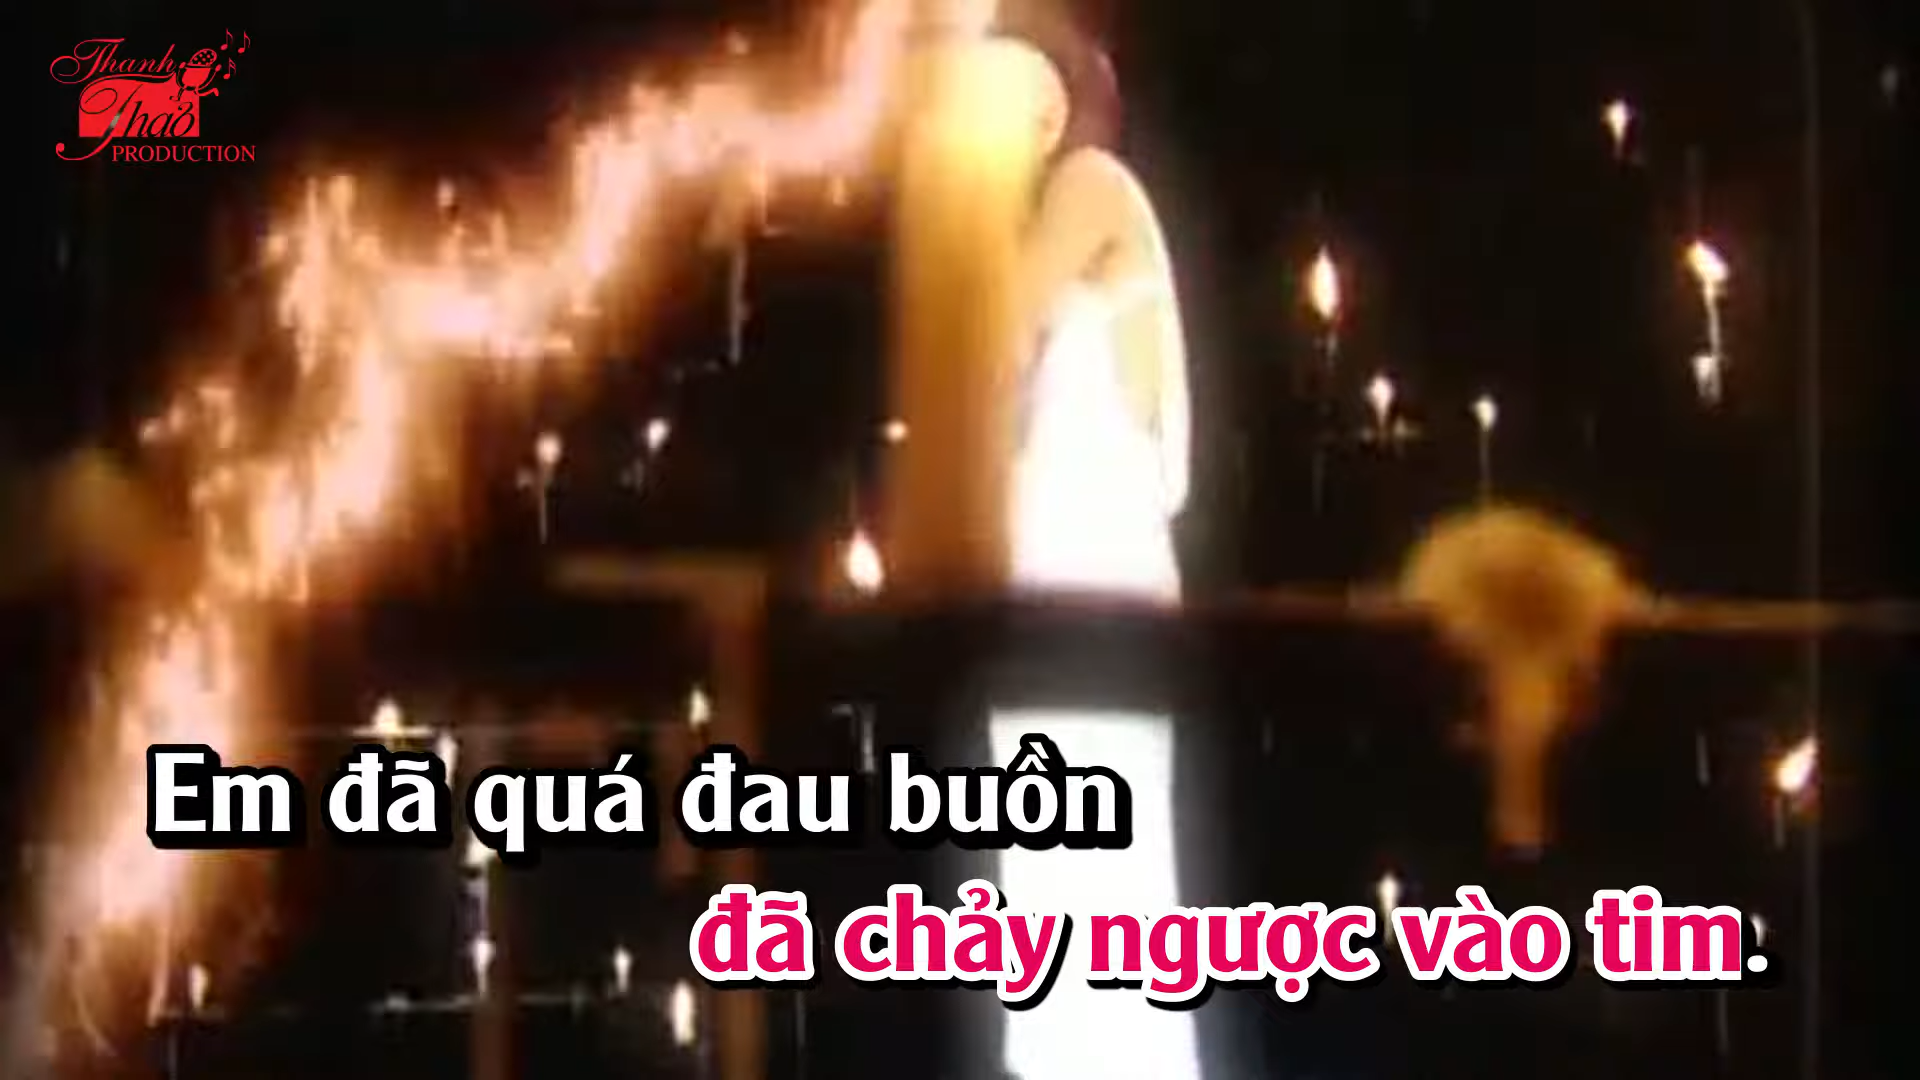 Thanh
Thảo
PRODUCTION
Em đã quá đau buồn
đã chảy ngược vào tim.